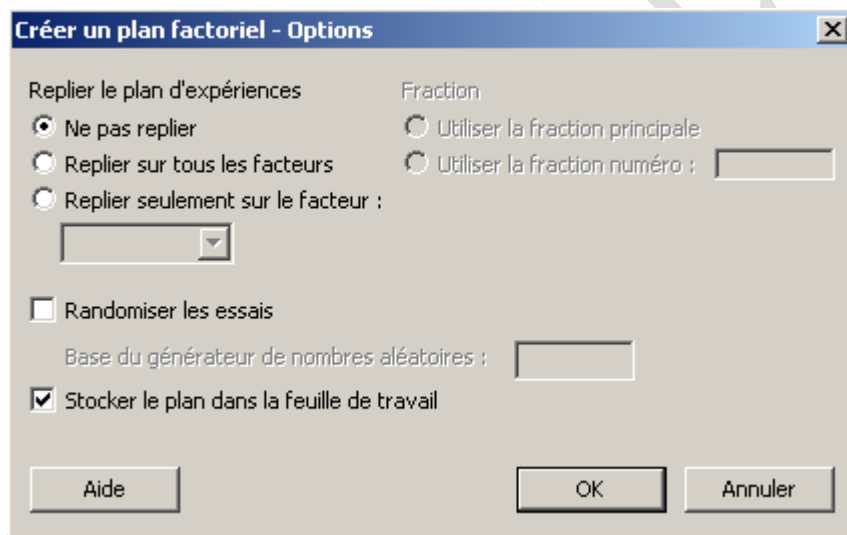 Créer un plan factoriel - Options
Replier le plan d'expériences
Fraction
Ne pas replier
Utiliser la fraction principale
Replier sur tous les facteurs
Utiliser la fraction numéro :
Replier seulement sur le facteur :
Randomiser les essais
Base du générateur de nombres aléatoires :
Stocker le plan dans la feuille de travail
Aide
OK
Annuler